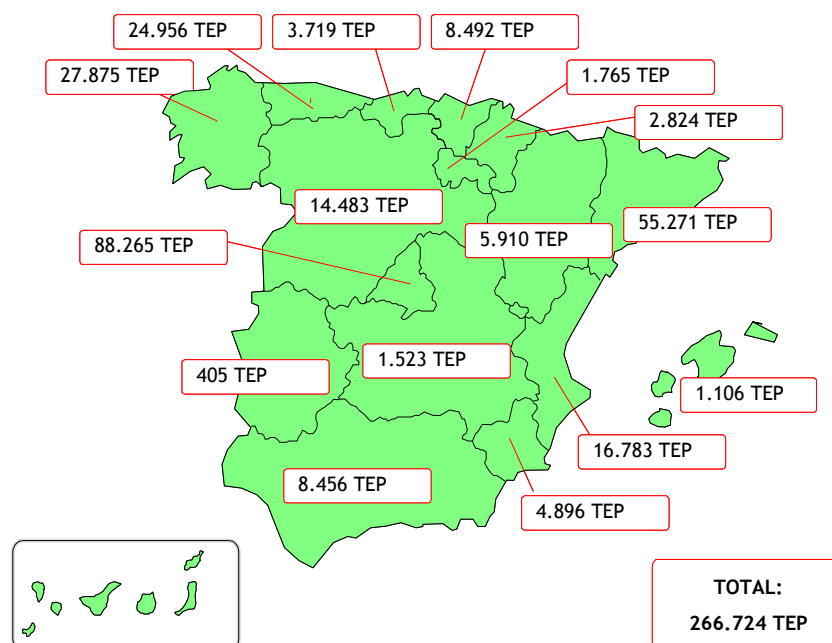 24.956 TEP
3.719 TEP
8.492 TEP
27.875 TEP
1.765 TEP
2.824 TEP
14.483 TEP
55.271 TEP
88.265 TEP
5.910 TEP
405 TEP
1.523 TEP
1.106 TEP
16.783 TEP
8.456 TEP
4.896 TEP
TOTAL:
266.724 TEP